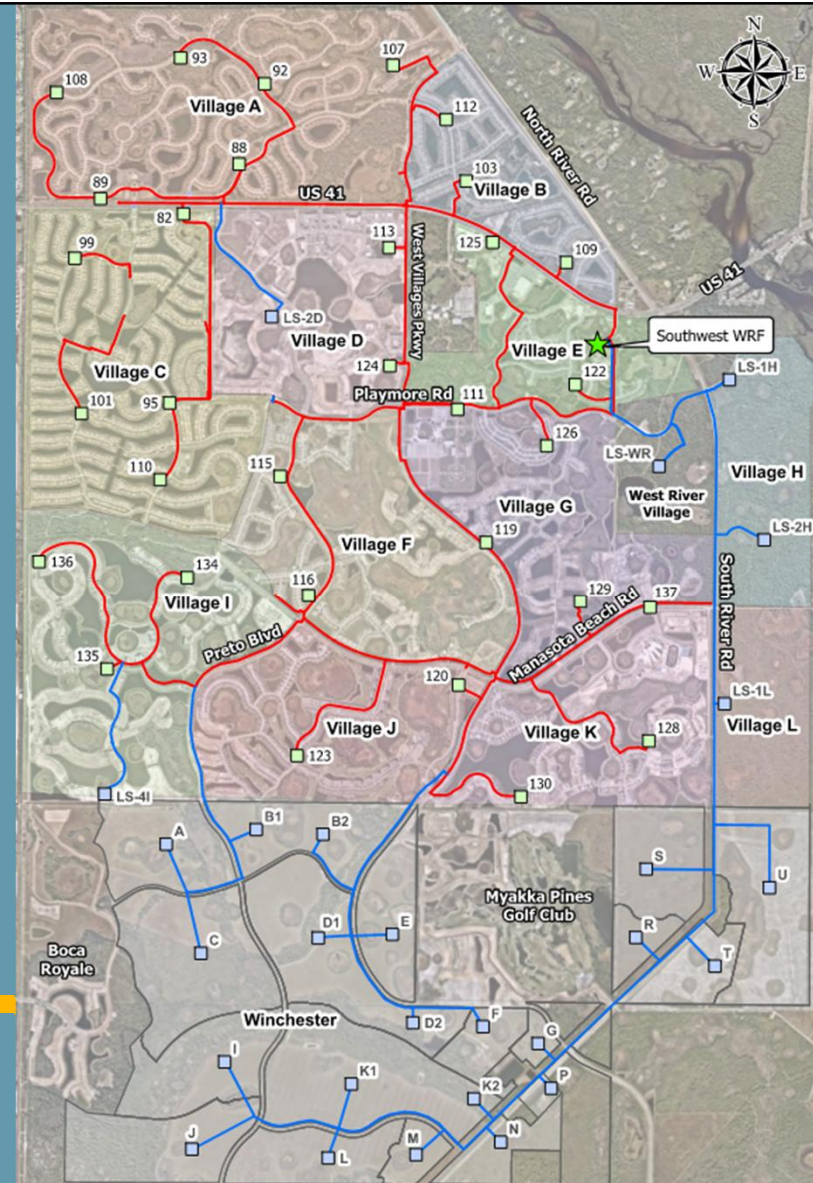 N
W E
S
93
107
108
92
Village A
112
North River Rd
88
103
Village B
89
US 41
82
125
113
West Villages Pkwy
99
109
US 41
LS-2D
Village D
Village E
Southwest WRF
124
122
LS-1H
Village C
Playmore Rd
111
95
101
126
LS-WR
110
115
Village G
West River
Village
Village H
LS-2H
136
119
Village F
134
116
Village I
129
137
South River Rd
Preto Blvd
Manasota Beach Rd
135
120
LS-1L
Village J
Village K
Village L
128
123
LS-4I
130
A
B1
B2
S
U
Myakka Pines
Golf Club
C
D1
E
R
T
Boca
Royale
Winchester
D2
F
G
I
K1
K2
P
J
L
M
N